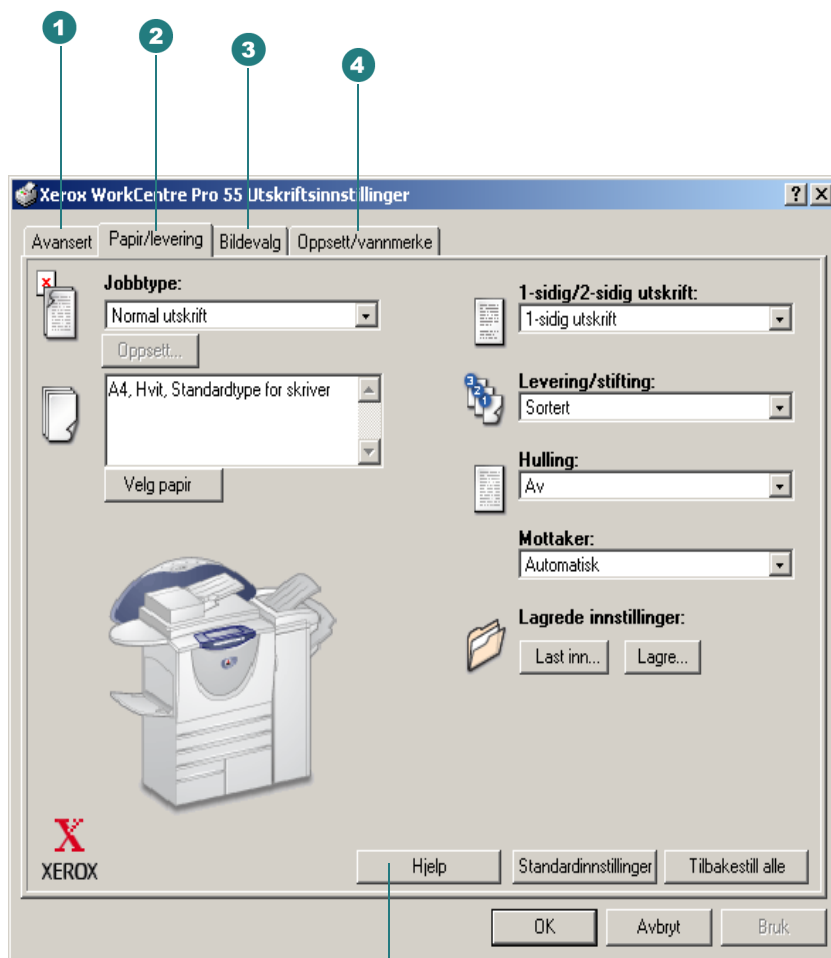 1
2
3
4
Xerox WorkCentre Pro 55 Utskriftsinnstillinger
Avansert
Papir/levering
Bildevalg
Oppsett/vannmerke
Jobbtype:
Normal utskrift
Oppsett...
A4, Hvit, Standardtype for skriver
Velg papir
1-sidig/2-sidig utskrift:
1-sidig utskrift
Levering/stifting:
Sortert
Hulling:
Av
Mottaker:
Automatisk
Lagrede innstillinger:
Last inn...
Lagre...
X
XEROX
Hjelp
Standardinnstillinger
Tilbakestill alle
OK
Avbryt
Bruk